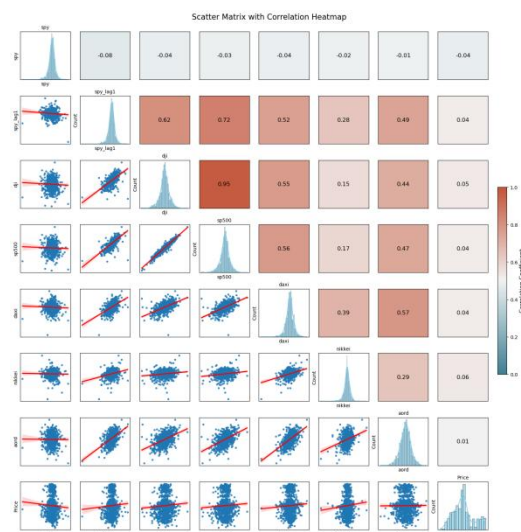 Scatter Matrix with Correlation Heatmap
spy
spy
-0.08
-0.04
-0.03
-0.04
-0.02
-0.01
-0.04
spy
spy_lag1
spy_lag1
Count
0.62
0.72
0.52
0.28
0.49
0.04
spy_lag1
dji
dji
Count
0.95
0.55
0.15
0.44
0.05
dji
sp500
sp500
Count
0.56
0.17
0.47
0.04
sp500
daxi
daxi
Count
0.39
0.57
0.04
daxi
nikkei
nikkei
Count
0.29
0.06
nikkei
aord
aord
Count
0.01
aord
Price
Price
Count
Price
1.0
0.8
0.6
0.4
0.2
0.0
Correlation Coefficient